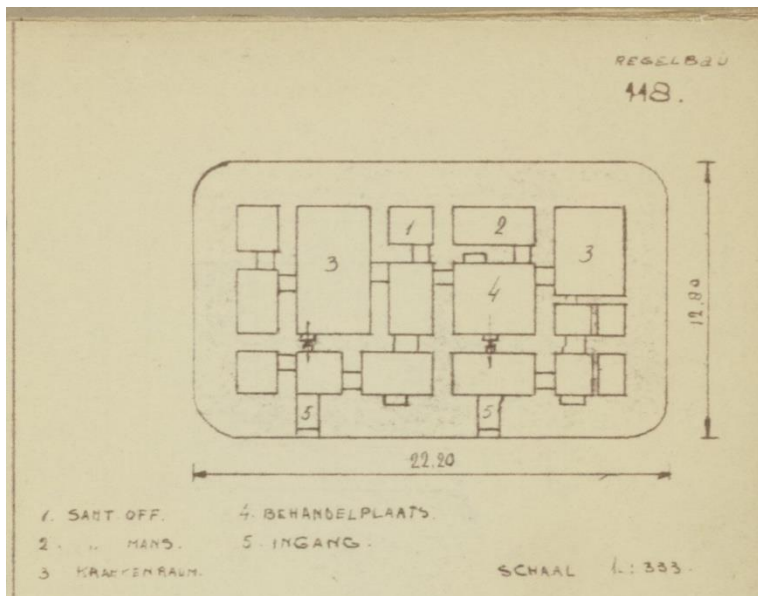 REGELBAU
118.
1
2
3
3
4
12.80
5
5
22.20
1. SANT. OFF. 4. BEHANDELPLAATS.
2. " MANS. 5. INGANG.
3 KRANKENRAUM.
SCHAAL 1:333.